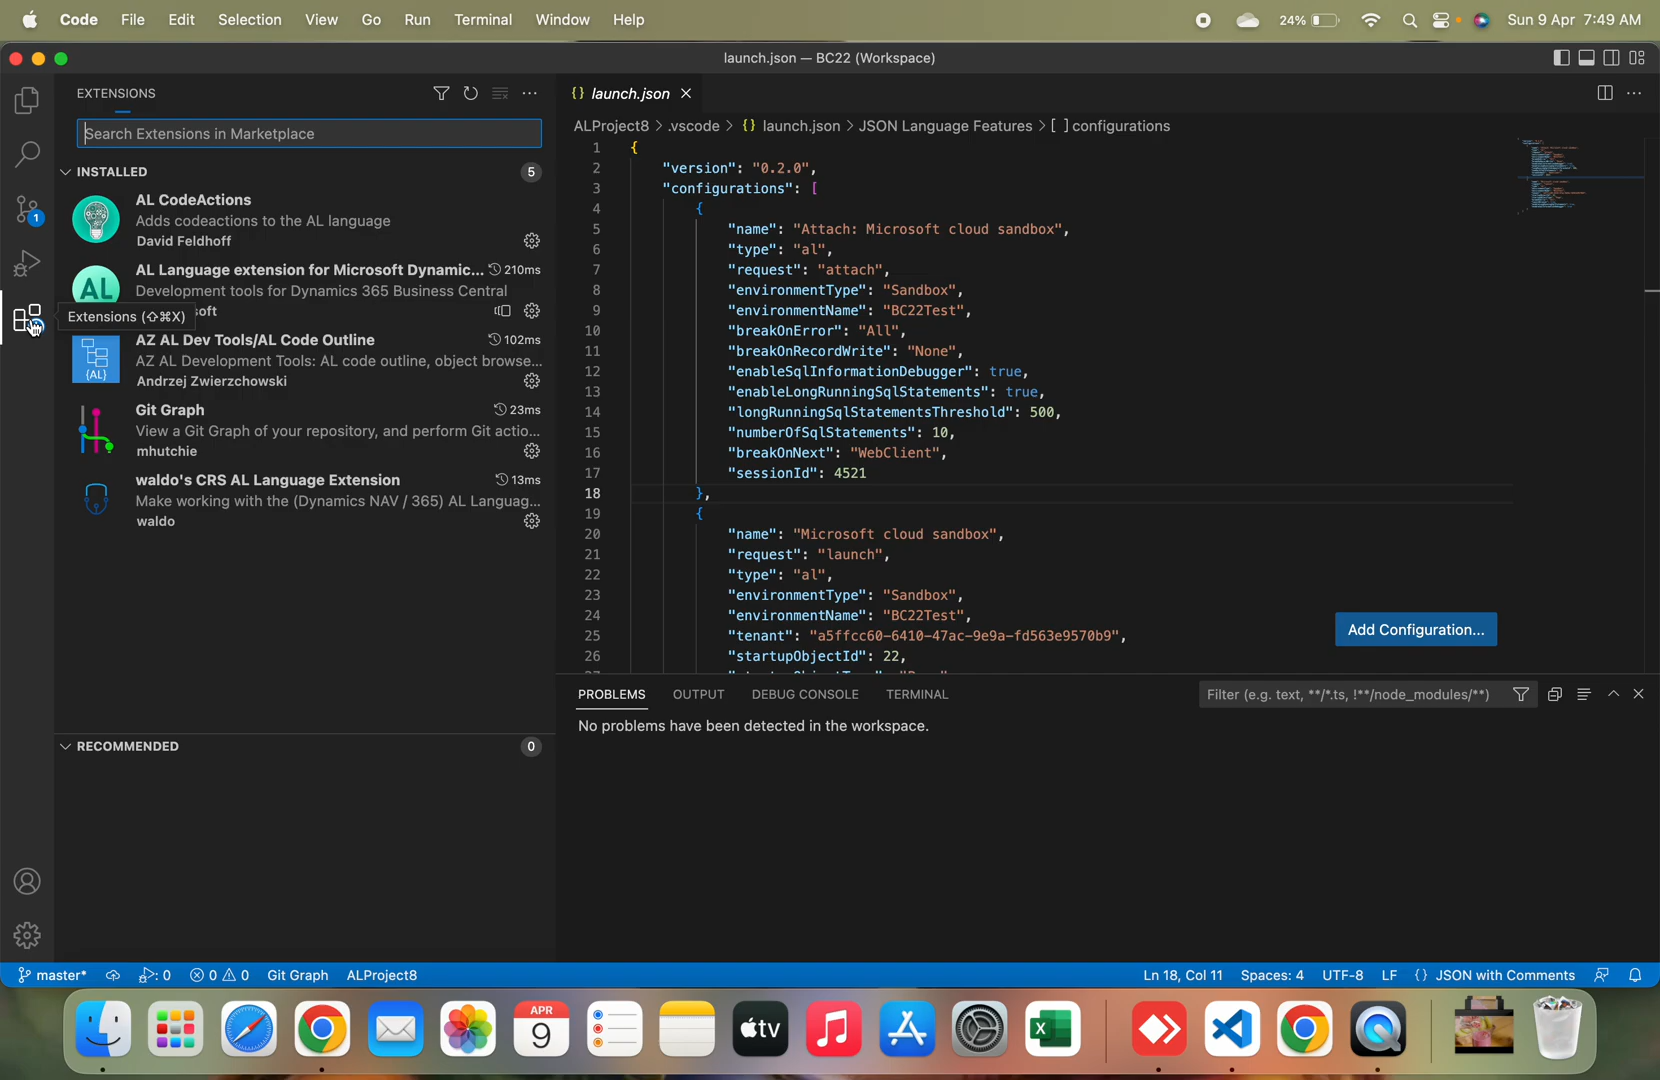 Code File Edit Selection View Go Run Terminal Window Help 24% Sun 9 Apr 7:49 AM
launch.json — BC22 (Workspace)
EXTENSIONS
Search Extensions in Marketplace
INSTALLED 5
AL CodeActions
Adds codeactions to the AL language
David Feldhoff
AL Language extension for Microsoft Dynamic... 210ms
AL
Development tools for Dynamics 365 Business Central
soft
Extensions (⇧⌘X)
AZ AL Dev Tools/AL Code Outline 102ms
AZ AL Development Tools: AL code outline, object browse...
{AL}
Andrzej Zwierzchowski
Git Graph 23ms
View a Git Graph of your repository, and perform Git actio...
mhutchie
waldo's CRS AL Language Extension 13ms
Make working with the (Dynamics NAV / 365) AL Languag...
waldo
RECOMMENDED 0
1
{} launch.json
ALProject8 > .vscode > {} launch.json > JSON Language Features > [ ] configurations
1 {
2 "version": "0.2.0",
3 "configurations": [
4 {
5 "name": "Attach: Microsoft cloud sandbox",
6 "type": "al",
7 "request": "attach",
8 "environmentType": "Sandbox",
9 "environmentName": "BC22Test",
10 "breakOnError": "All",
11 "breakOnRecordWrite": "None",
12 "enableSqlInformationDebugger": true,
13 "enableLongRunningSqlStatements": true,
14 "longRunningSqlStatementsThreshold": 500,
15 "numberOfSqlStatements": 10,
16 "breakOnNext": "WebClient",
17 "sessionId": 4521
18 },
19 {
20 "name": "Microsoft cloud sandbox",
21 "request": "launch",
22 "type": "al",
23 "environmentType": "Sandbox",
24 "environmentName": "BC22Test",
25 "tenant": "a5ffcc60-6410-47ac-9e9a-fd563e9570b9",
26 "startupObjectId": 22,
Add Configuration...
PROBLEMS OUTPUT DEBUG CONSOLE TERMINAL
Filter (e.g. text, **/*.ts, !**/node_modules/**)
No problems have been detected in the workspace.
master* 0 0 0 Git Graph ALProject8
Ln 18, Col 11 Spaces: 4 UTF-8 LF {} JSON with Comments
APR
9
tv
X